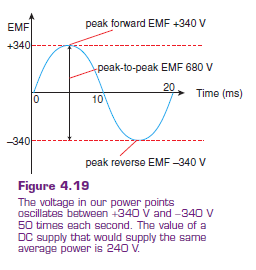 peak forward EMF +340 V
EMF
+340
peak-to-peak EMF 680 V
0
10
20
Time (ms)
–340
peak reverse EMF –340 V
Figure 4.19
The voltage in our power points
oscillates between +340 V and –340 V
50 times each second. The value of a
DC supply that would supply the same
average power is 240 V.